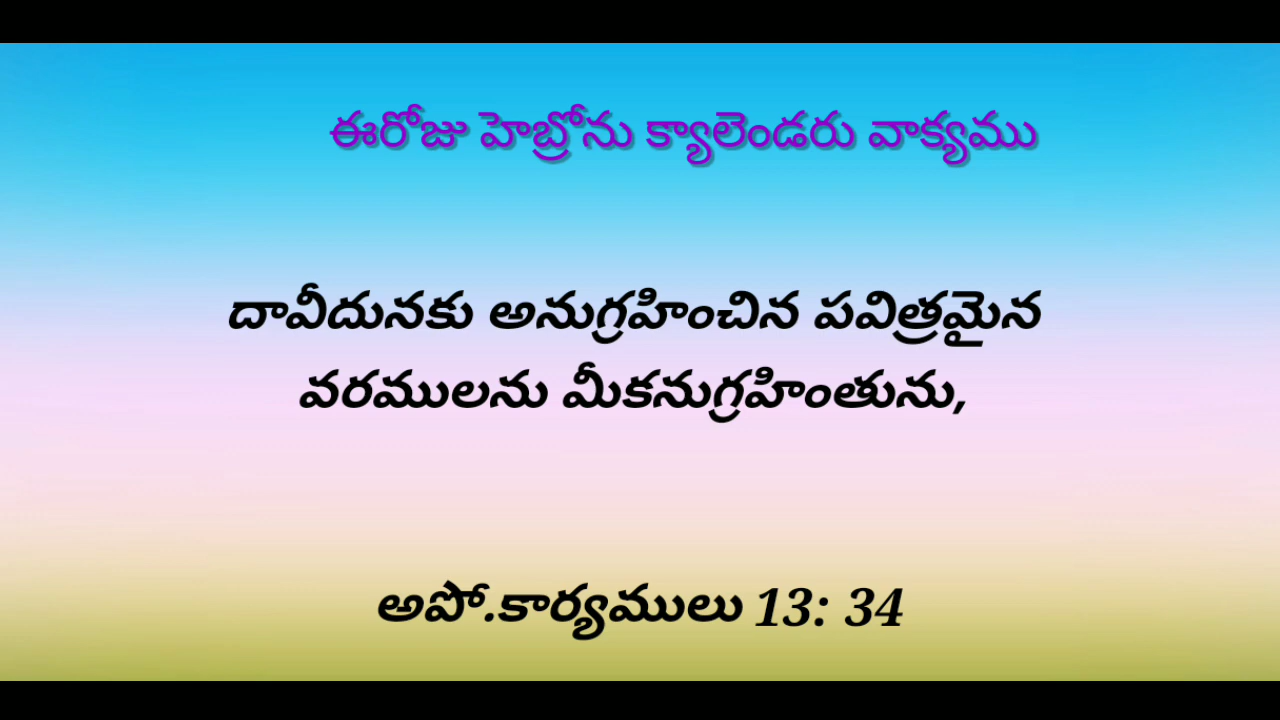 ఈరోజు హెబ్రోను క్యాలెండరు వాక్యము
దావీదునకు అనుగ్రహించిన పవిత్రమైన
వరములను మీకనుగ్రహింతును,
అపో.కార్యములు 13: 34